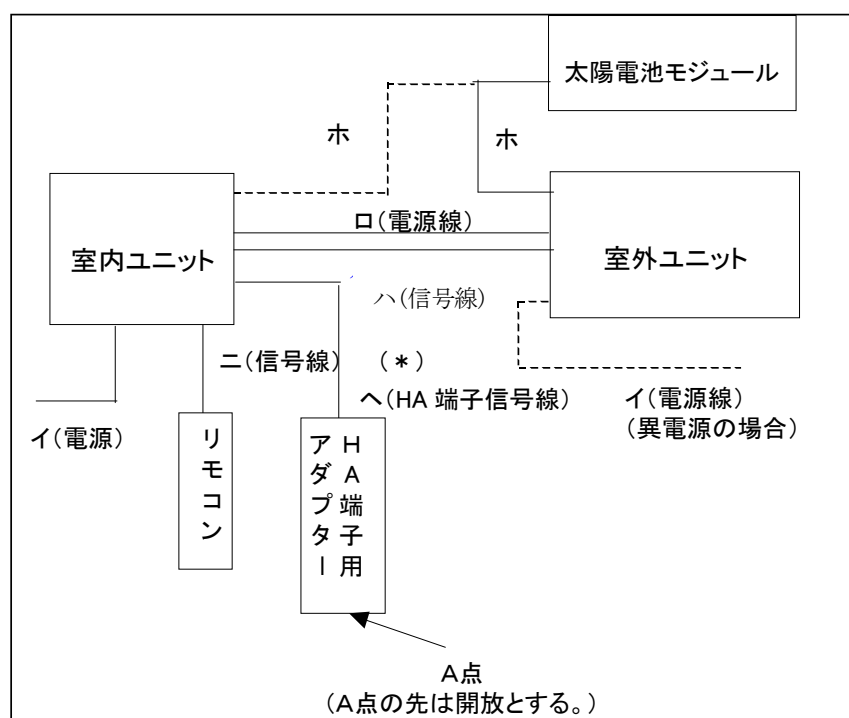 太陽電池モジュール
ホ
ホ
ロ(電源線)
室内ユニット
室外ユニット
ハ(信号線)
ニ(信号線)
(*)
ヘ(HA 端子信号線)
イ(電源線)
(異電源の場合)
イ(電源)
リモコン
HA端子用
アダプター
A点
(A点の先は開放とする。)